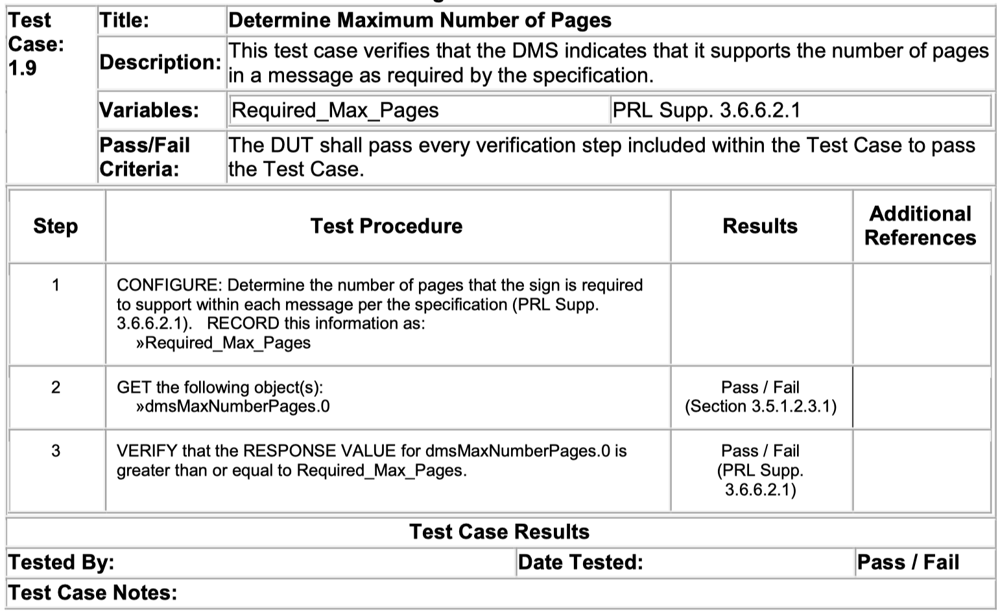 Test Case: 1.9
Title:
Determine Maximum Number of Pages
Description:
This test case verifies that the DMS indicates that it supports the number of pages
in a message as required by the specification.
Variables:
Required_Max_Pages
PRL Supp. 3.6.6.2.1
Pass/Fail
Criteria:
The DUT shall pass every verification step included within the Test Case to pass
the Test Case.
Step
Test Procedure
Results
Additional
References
1
CONFIGURE: Determine the number of pages that the sign is required
to support within each message per the specification (PRL Supp.
3.6.6.2.1).   RECORD this information as:
»Required_Max_Pages
2
GET the following object(s):
»dmsMaxNumberPages.0
Pass / Fail
(Section 3.5.1.2.3.1)
3
VERIFY that the RESPONSE VALUE for dmsMaxNumberPages.0 is
greater than or equal to Required_Max_Pages.
Pass / Fail
(PRL Supp.
3.6.6.2.1)
Test Case Results
Tested By:
Date Tested:
Pass / Fail
Test Case Notes: